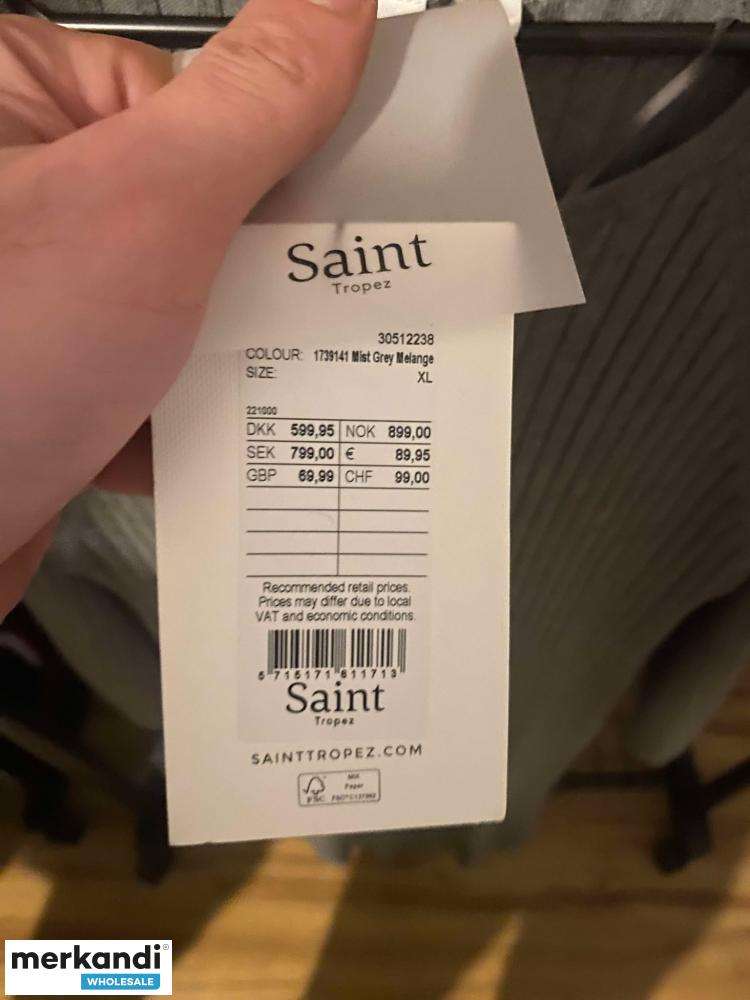 Saint
Tropez
30512238
COLOUR: 1739141 Mist Grey Melange
SIZE: XL
221000
DKK 599,95 NOK 899,00
SEK 799,00 € 89,95
GBP 69,99 CHF 99,00
Recommended retail prices.
Prices may differ due to local
VAT and economic conditions.
5 715171 611713
Saint
Tropez
SAINTTROPEZ.COM
FSC
MIX
Paper
merkandi®
WHOLESALE